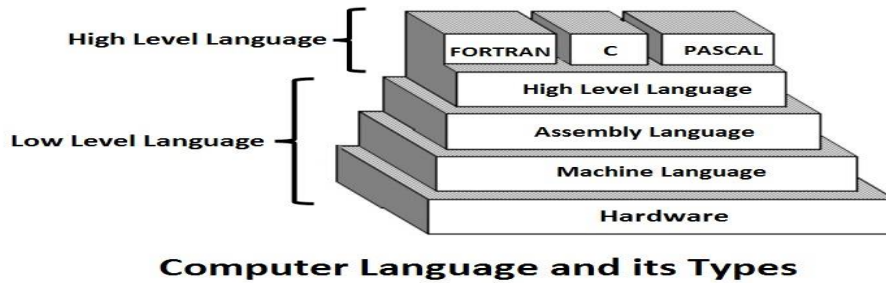 High Level Language
FORTRAN C PASCAL
High Level Language
Low Level Language
Assembly Language
Machine Language
Hardware
Computer Language and its Types